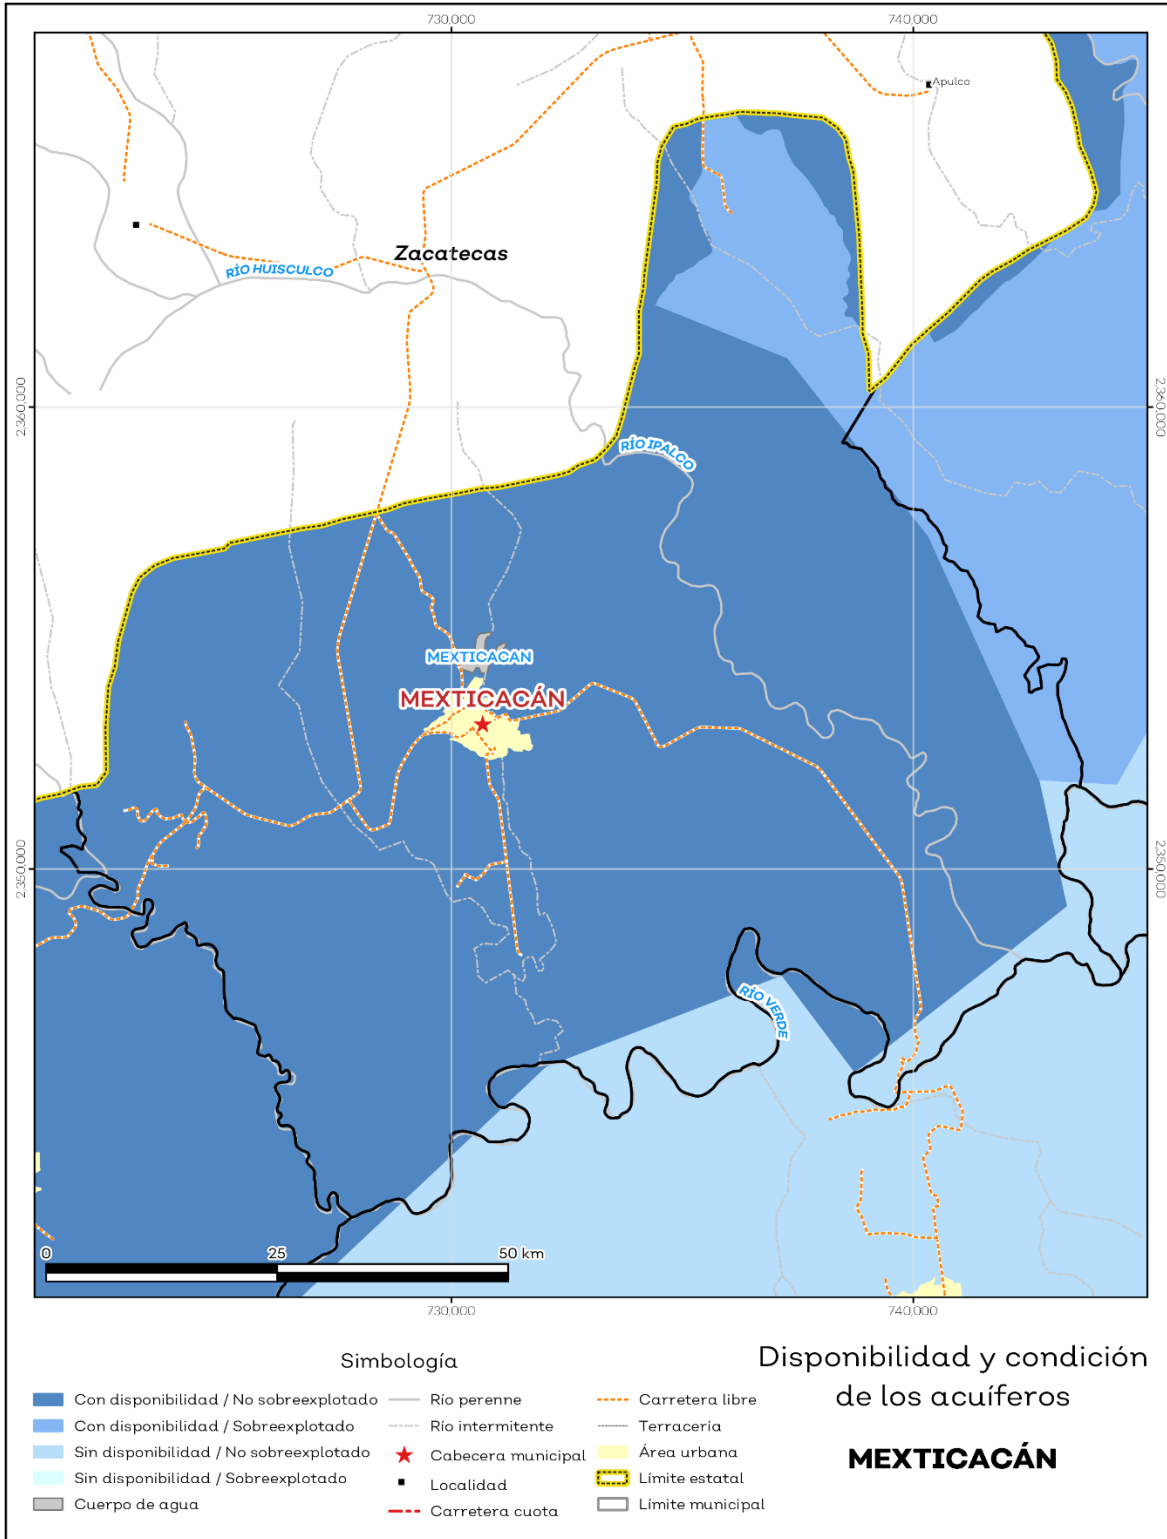 730,000
740,000
Apulco
Zacatecas
RÍO HUISCULCO
2,360,000
2,360,000
RÍO IPALCO
MEXTICACAN
MEXTICACÁN
2,350,000
2,350,000
RÍO VERDE
0 25 50 km
730,000
740,000
Simbología
Con disponibilidad / No sobreexplotado
Con disponibilidad / Sobreexplotado
Sin disponibilidad / No sobreexplotado
Sin disponibilidad / Sobreexplotado
Cuerpo de agua
Río perenne
Río intermitente
Cabecera municipal
Localidad
Carretera cuota
Carretera libre
Terracería
Área urbana
Límite estatal
Límite municipal
Disponibilidad y condición
de los acuíferos
MEXTICACÁN